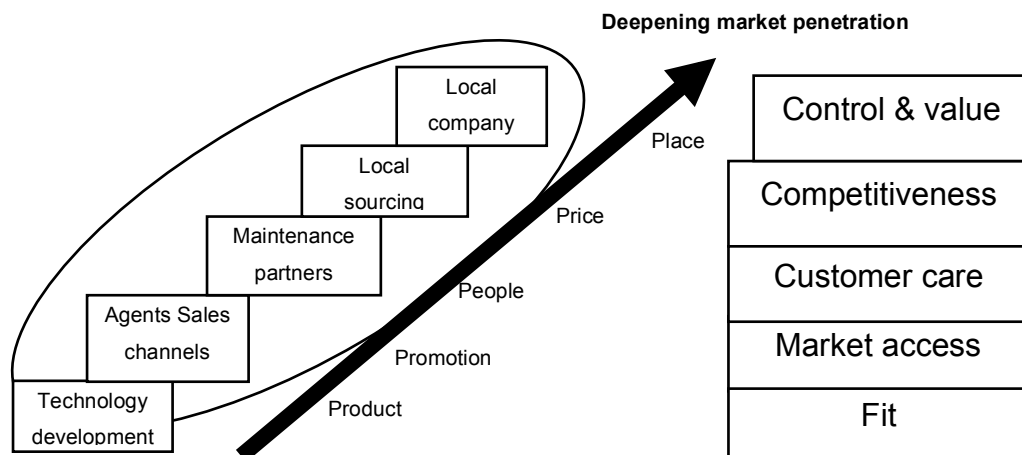 Deepening market penetration
Local
company
Local
sourcing
Maintenance
partners
Agents Sales
channels
Technology
development
Place
Price
People
Promotion
Product
Control & value
Competitiveness
Customer care
Market access
Fit